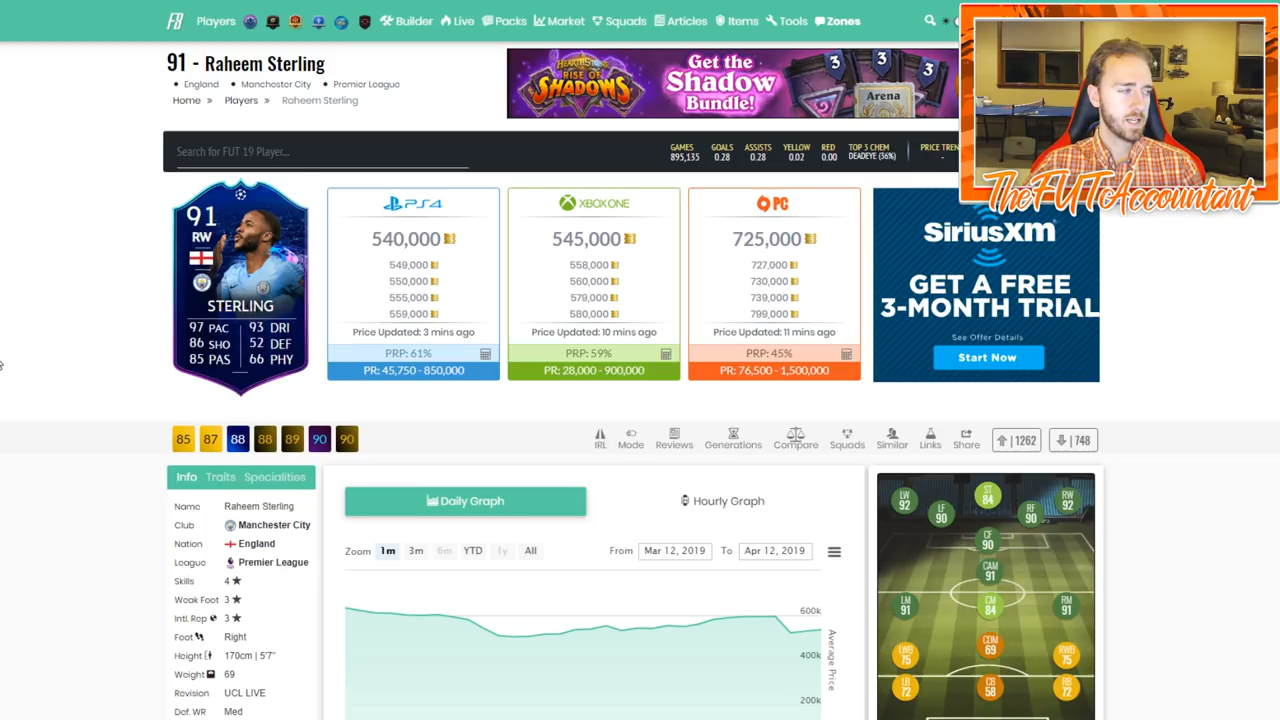 Players
Builder
Live
Packs
Market
Squads
Articles
Items
Tools
Zones
91 - Raheem Sterling
England
Manchester City
Premier League
Home » Players » Raheem Sterling
HEARTHSTONE
RISE OF SHADOWS
Get the
Shadow
Bundle!
3
3
3
Arena
TheFUTAccountant
Search for FUT 19 Player...
GAMES
895,135
GOALS
0.28
ASSISTS
0.28
YELLOW
0.02
RED
0.00
TOP 3 CHEM
DEADEYE (36%)
PRICE TREN
-
91
RW
STERLING
97 PAC
93 DRI
86 SHO
52 DEF
85 PAS
66 PHY
PS4
540,000
549,000
550,000
555,000
559,000
Price Updated: 3 mins ago
PRP: 61%
PR: 45,750 - 850,000
XBOX ONE
545,000
558,000
560,000
579,000
580,000
Price Updated: 10 mins ago
PRP: 59%
PR: 28,000 - 900,000
PC
725,000
727,000
730,000
739,000
799,000
Price Updated: 11 mins ago
PRP: 45%
PR: 76,500 - 1,500,000
SiriusXM
GET A FREE
3-MONTH TRIAL
See Offer Details
Start Now
85 87 88 88 89 90 90
IRL
Mode
Reviews
Generations
Compare
Squads
Similar
Links
Share
| 1262
| 748
Info Traits Specialities
Name Raheem Sterling
Club Manchester City
Nation England
League Premier League
Skills 4 ★
Weak Foot 3 ★
Intl. Rep 3 ★
Foot Right
Height 170cm | 5'7"
Weight 69
Revision UCL LIVE
Def. WR Med
Daily Graph
Hourly Graph
Zoom 1m 3m 6m YTD 1y All
From Mar 12, 2019 To Apr 12, 2019
600k
400k
200k
Average Price
LW
92
ST
84
RW
92
LF
90
RF
90
CF
90
CAM
91
LM
91
CM
84
RM
91
CDM
69
LWB
75
RWB
75
LB
72
CB
58
RB
72